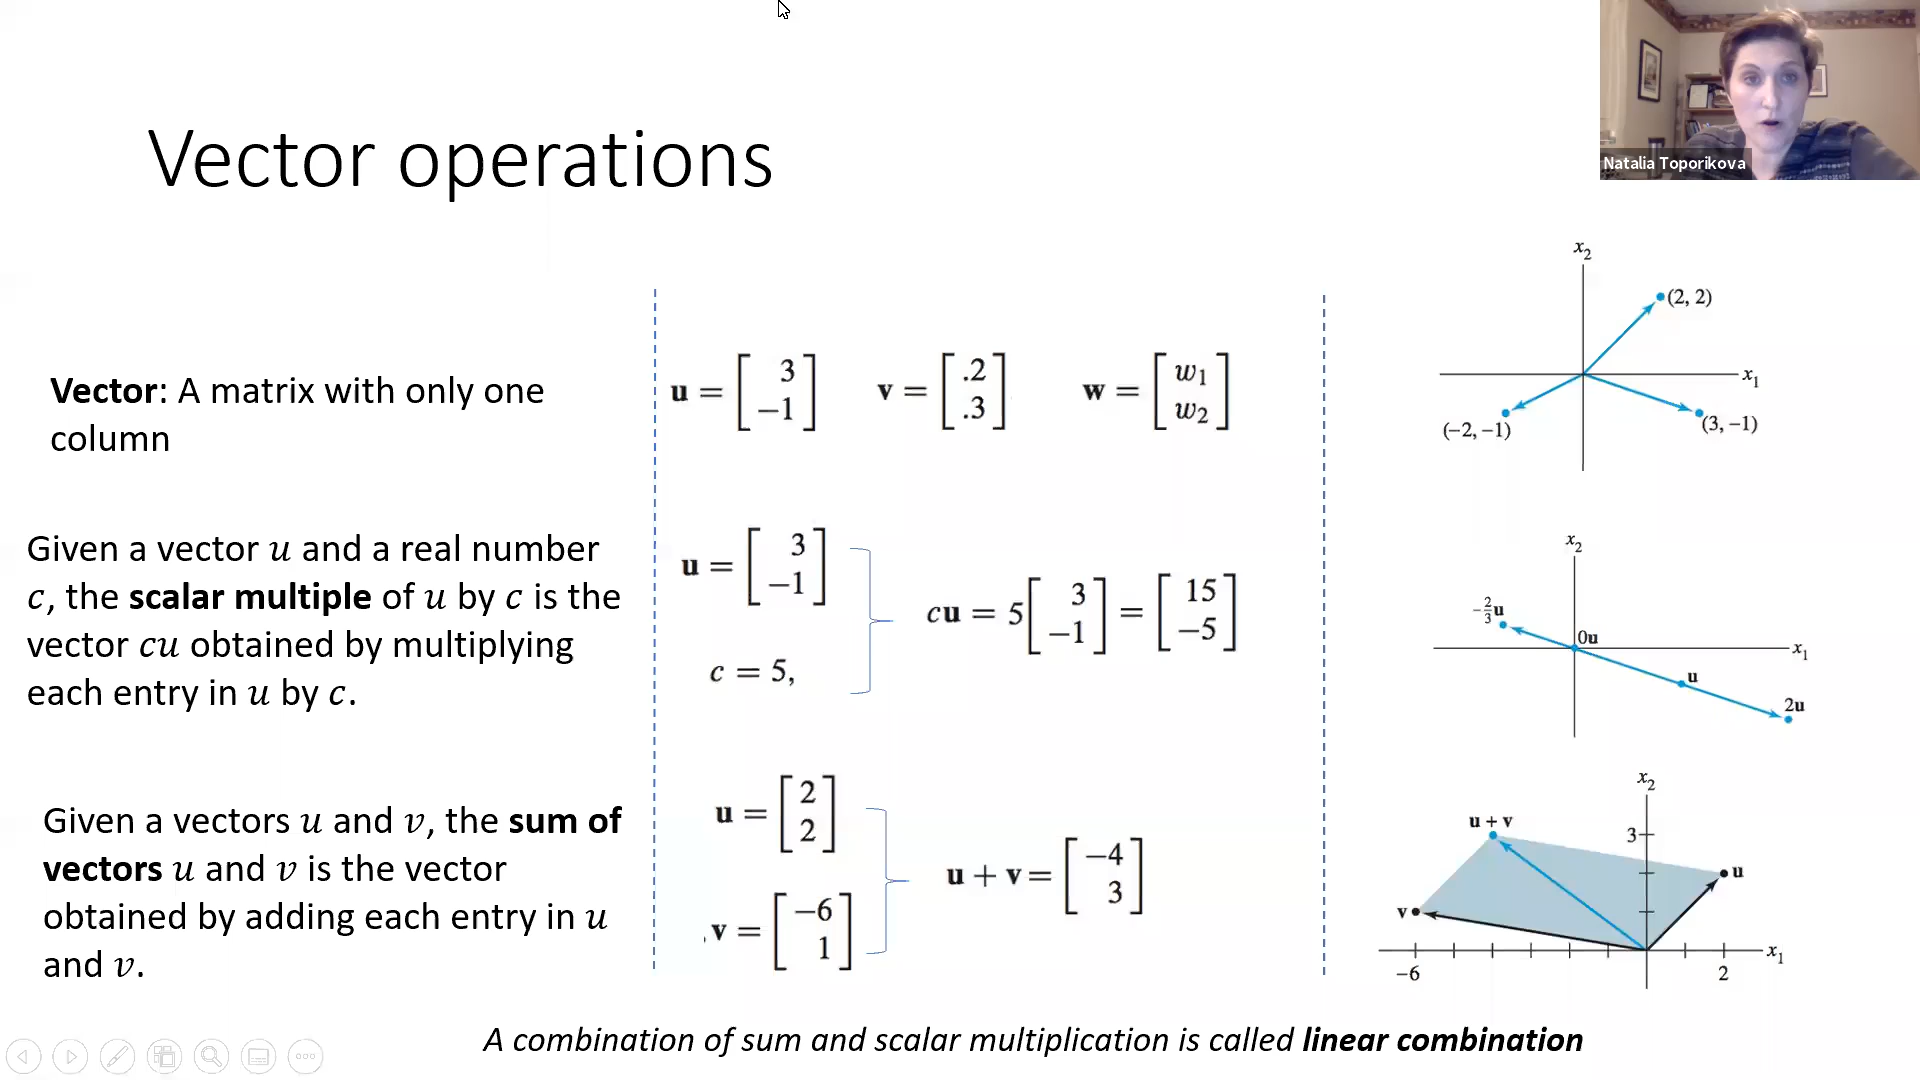 Natalia Toporikova
Vector operations
Vector: A matrix with only one
column
u = [3 −1] v = [.2 .3] w = [w₁ w₂]
x₂
(2, 2)
x₁
(−2, −1)
(3, −1)
Given a vector u and a real number
c, the scalar multiple of u by c is the
vector cu obtained by multiplying
each entry in u by c.
u = [3 −1]
c = 5,
cu = 5[3 −1] = [15 −5]
x₂
-⅔u
0u
x₁
u
2u
Given a vectors u and v, the sum of
vectors u and v is the vector
obtained by adding each entry in u
and v.
u = [2 2]
v = [−6 1]
u + v = [−4 3]
x₂
u + v
3
u
v
x₁
−6
2
A combination of sum and scalar multiplication is called linear combination